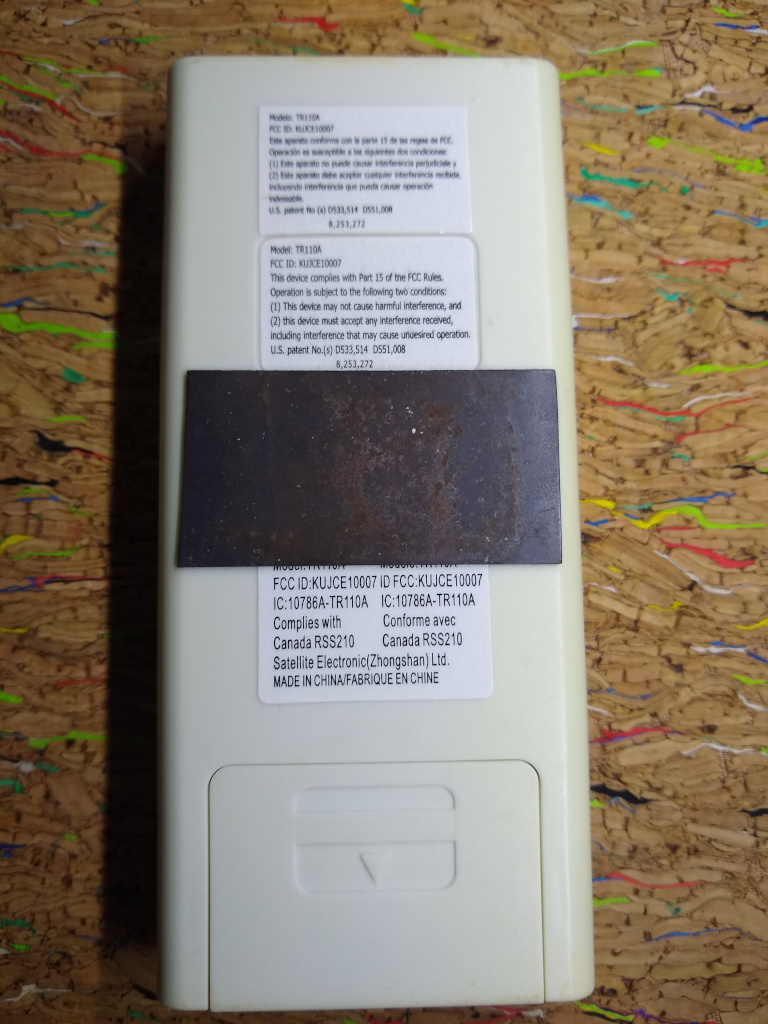 Modelo: TR110A
FCC ID: KUJCE10007
Este aparato conforma con la parte 15 de las reglas de FCC.
Operación es susceptible a las siguientes dos condiciones:
(1) Este aparato no puede causar interferencia perjudiciale y
(2) Este aparato debe aceptar cualquier interferencia recibida,
incluyendo interferencia que pueda causar operación
indeseable.
U.S. patent No (s) D533,514 D551,008
8,253,272
Model: TR110A
FCC ID: KUJCE10007
This device complies with Part 15 of the FCC Rules.
Operation is subject to the following two conditions:
(1) This device may not cause harmful interference, and
(2) this device must accept any interference received,
including interference that may cause undesired operation.
U.S. patent No.(s) D533,514 D551,008
8,253,272
FCC ID:KUJCE10007 ID FCC:KUJCE10007
IC:10786A-TR110A IC:10786A-TR110A
Complies with Conforme avec
Canada RSS210 Canada RSS210
Satellite Electronic(Zhongshan) Ltd.
MADE IN CHINA/FABRIQUE EN CHINE